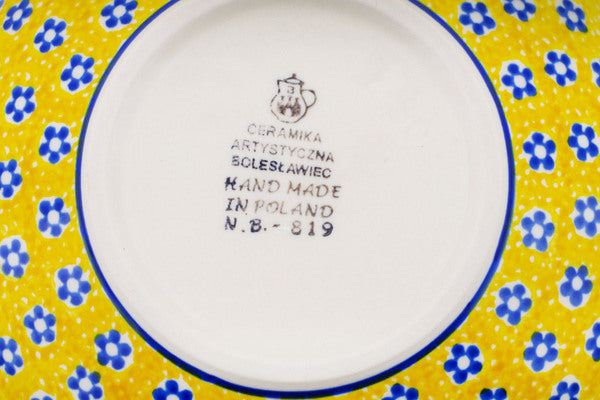 B
CERAMIKA
ARTYSTYCZNA
BOLESŁAWIEC
HAND MADE
IN POLAND
N.B.- 819